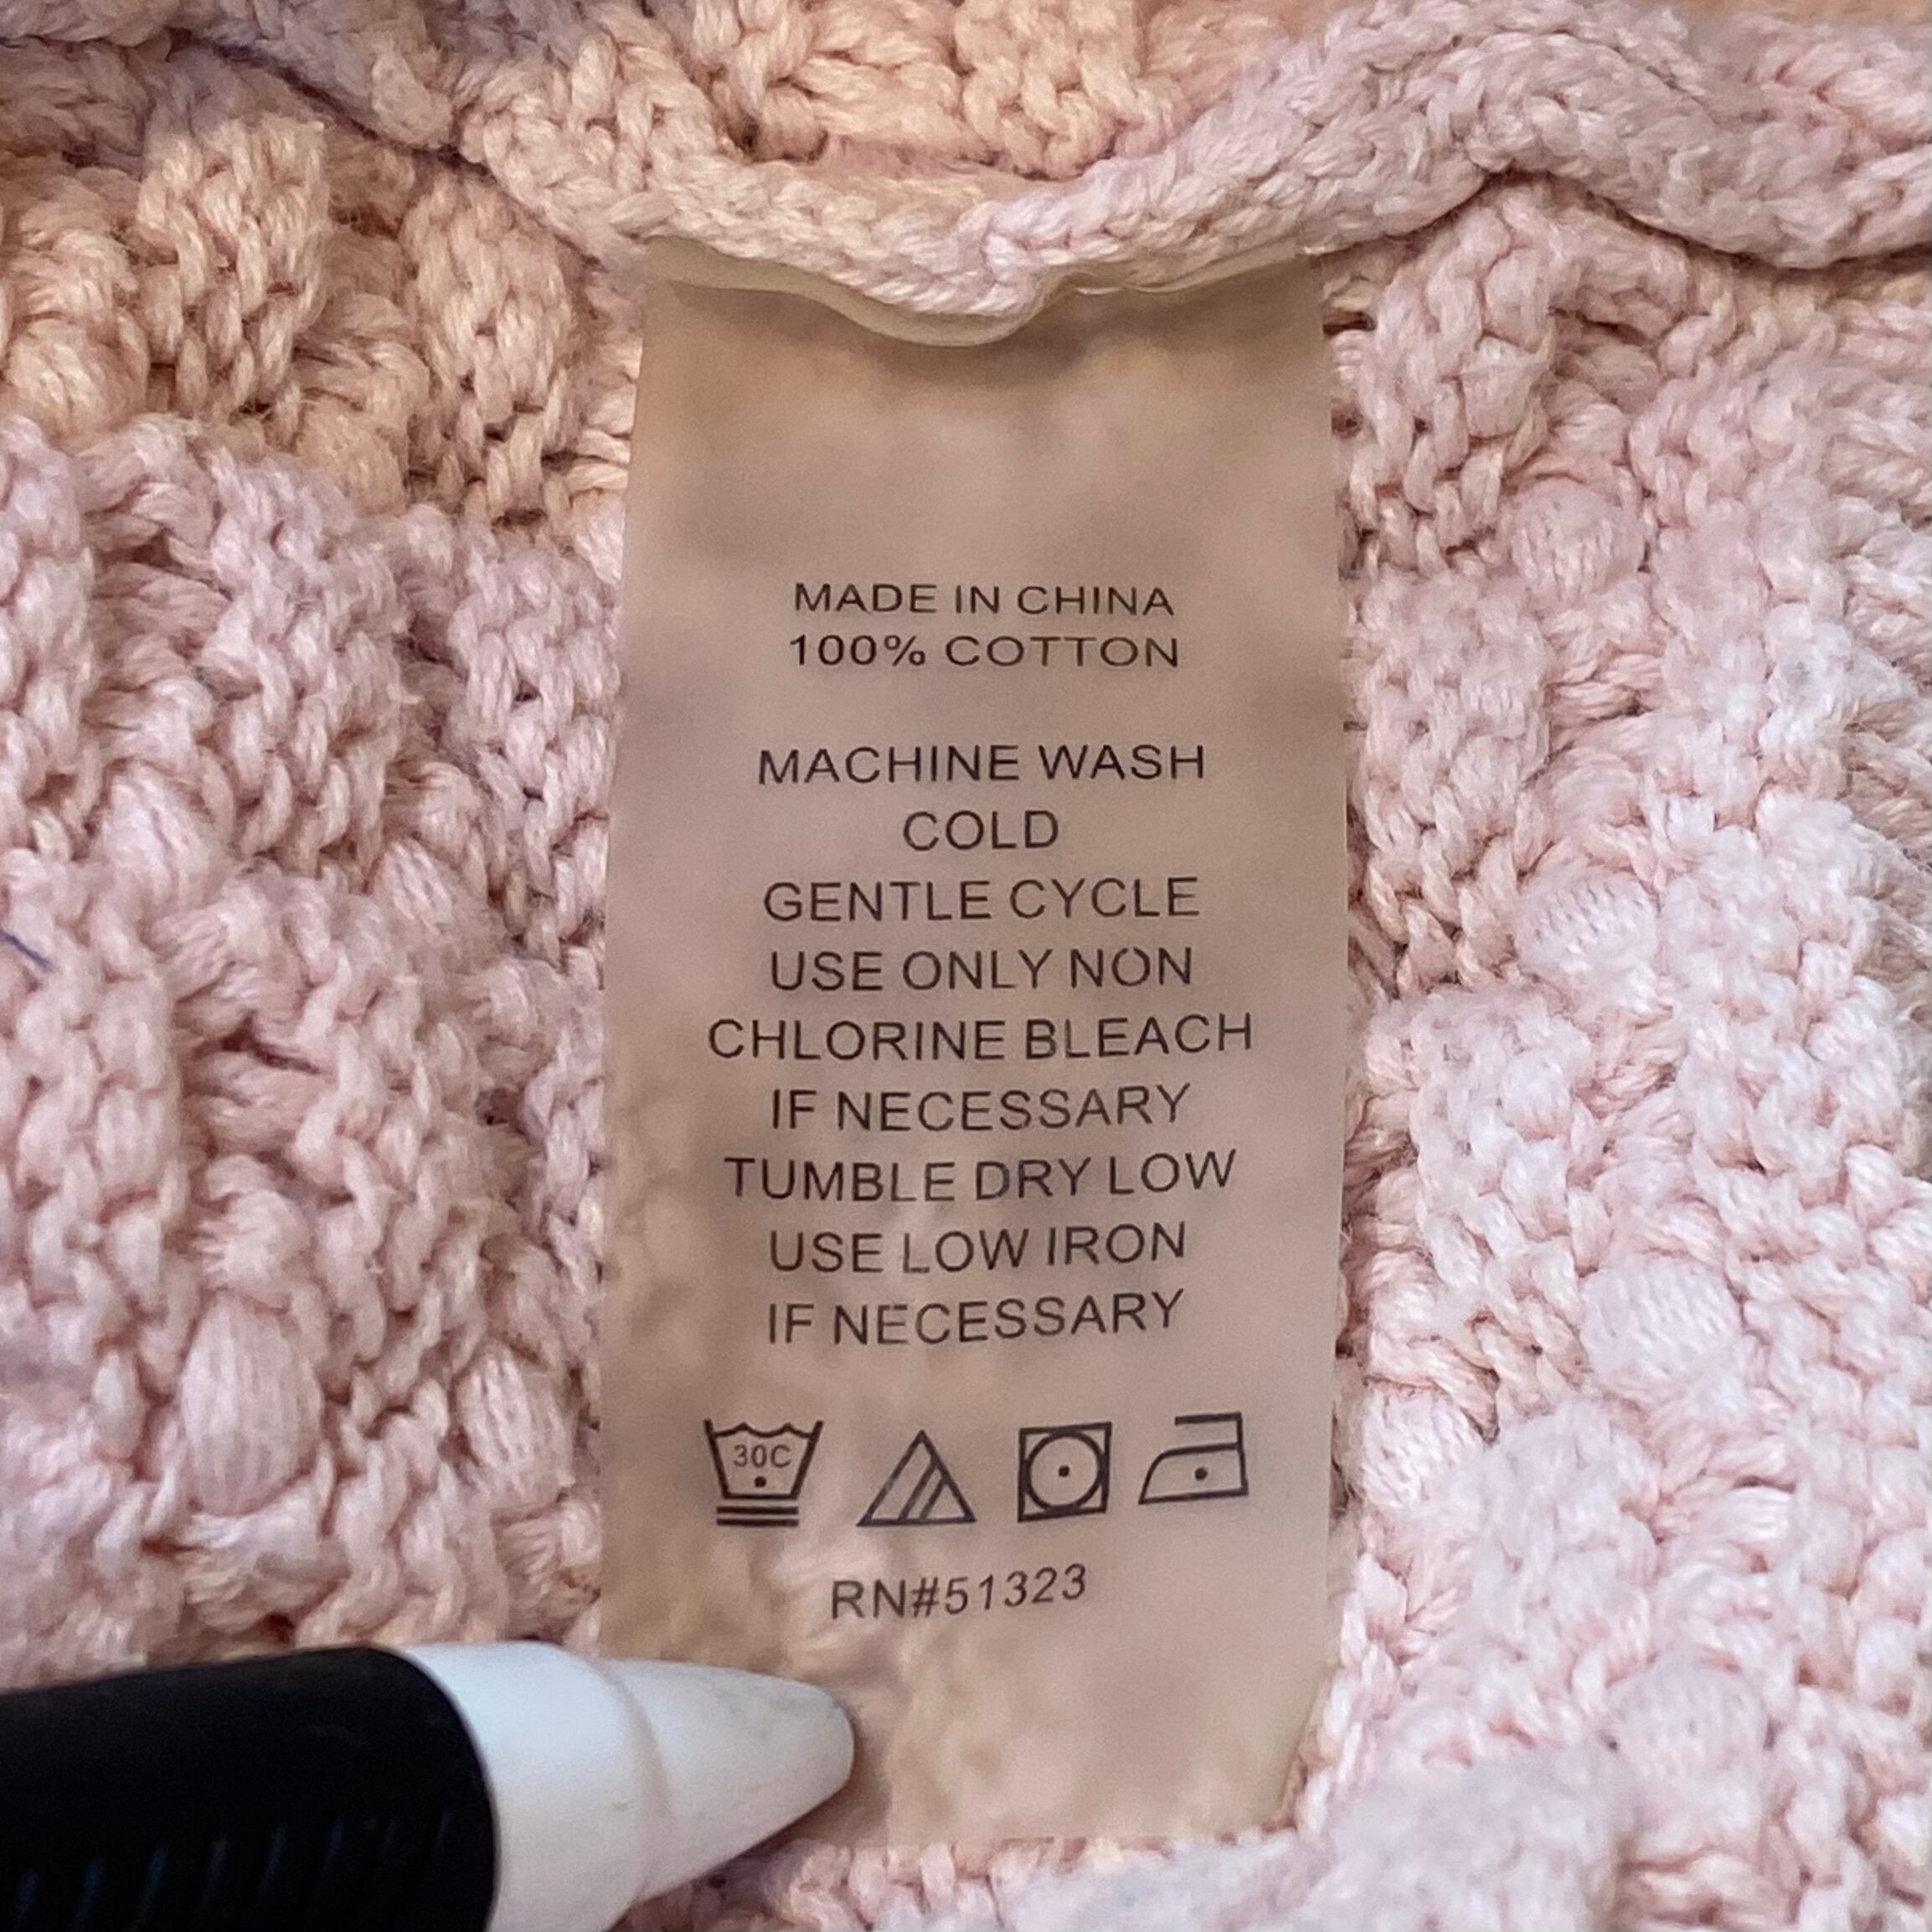 MADE IN CHINA
100% COTTON
MACHINE WASH
COLD
GENTLE CYCLE
USE ONLY NON
CHLORINE BLEACH
IF NECESSARY
TUMBLE DRY LOW
USE LOW IRON
IF NECESSARY
30C
RN#51323